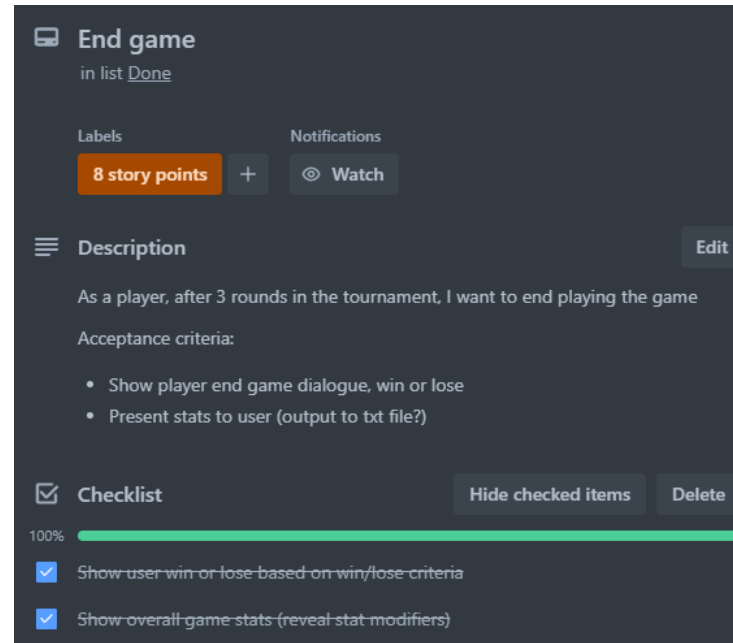 End game
in list Done
Labels
Notifications
8 story points
+
Watch
Description
Edit
As a player, after 3 rounds in the tournament, I want to end playing the game
Acceptance criteria:
• Show player end game dialogue, win or lose
• Present stats to user (output to txt file?)
Checklist
Hide checked items
Delete
100%
Show user win or lose based on win/lose criteria
Show overall game stats (reveal stat modifiers)